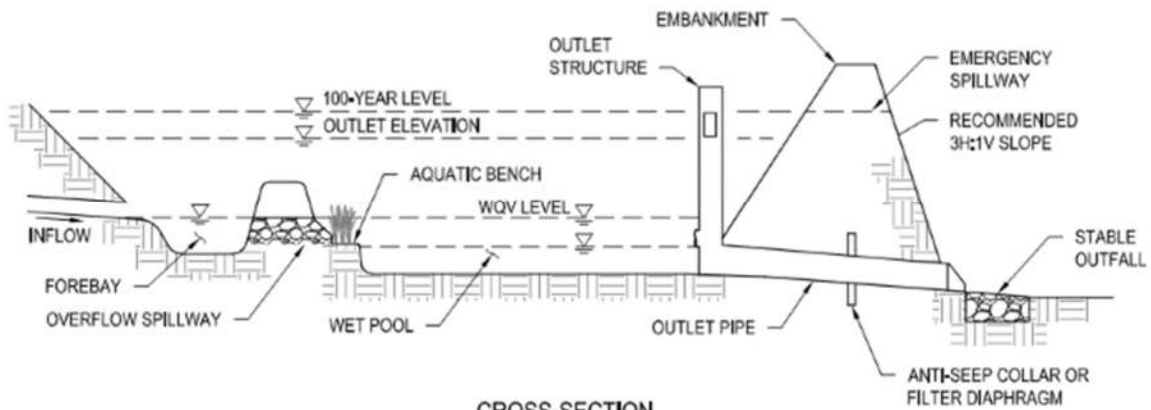 EMBANKMENT
OUTLET
STRUCTURE
EMERGENCY
SPILLWAY
100-YEAR LEVEL
OUTLET ELEVATION
RECOMMENDED
3H:1V SLOPE
AQUATIC BENCH
WQV LEVEL
INFLOW
STABLE
OUTFALL
FOREBAY
OVERFLOW SPILLWAY
WET POOL
OUTLET PIPE
ANTI-SEEP COLLAR OR
FILTER DIAPHRAGM
CROSS SECTION